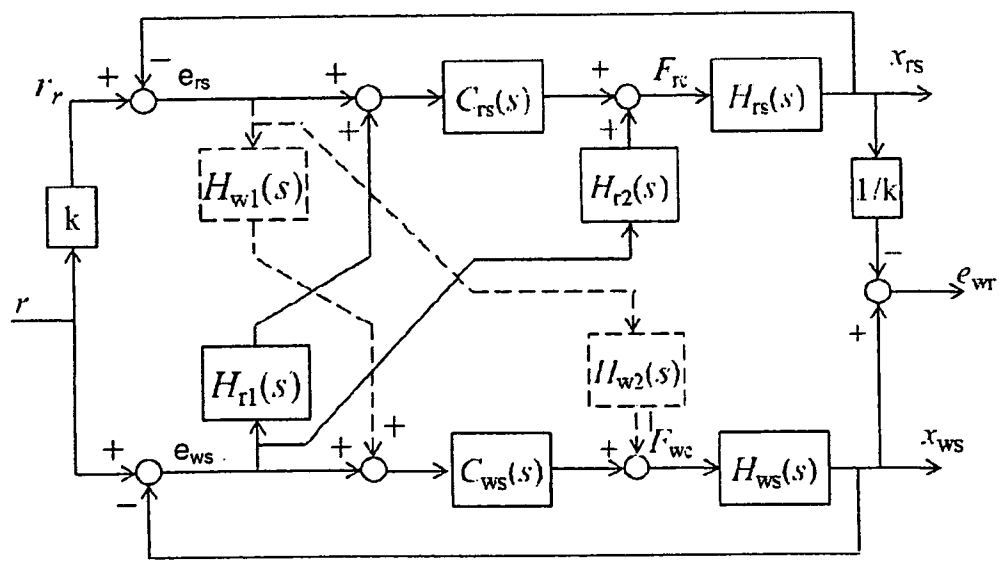 −
+ e_rs + + F_rc x_rs
r_r
C_rs(s)
H_rs(s)
+ +
H_w1(s)
H_r2(s)
1/k
k
−
e_wr
r
+
H_r1(s)
H_w2(s)
+ e_ws + + + F_wc x_ws
C_ws(s)
H_ws(s)
−